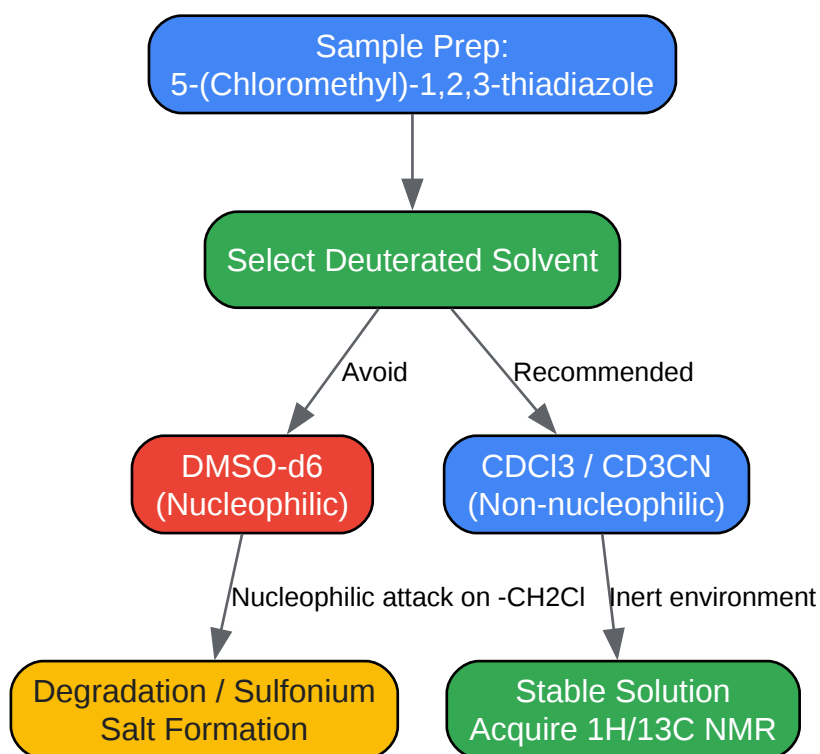 Sample Prep:
5-(Chloromethyl)-1,2,3-thiadiazole
Select Deuterated Solvent
Avoid
Recommended
DMSO-d6
(Nucleophilic)
CDCl3 / CD3CN
(Non-nucleophilic)
Nucleophilic attack on -CH2Cl
Inert environment
Degradation / Sulfonium
Salt Formation
Stable Solution
Acquire 1H/13C NMR